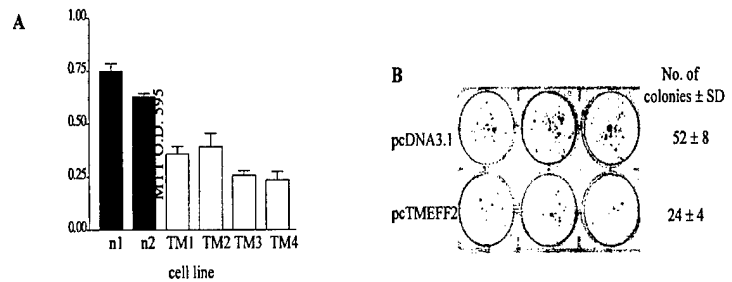 A
1.00
0.75
0.50
0.25
0.00
MTT O.D. 595
n1 n2 TM1 TM2 TM3 TM4
cell line
B
No. of
colonies ± SD
pcDNA3.1
52 ± 8
pcTMEFF2
24 ± 4